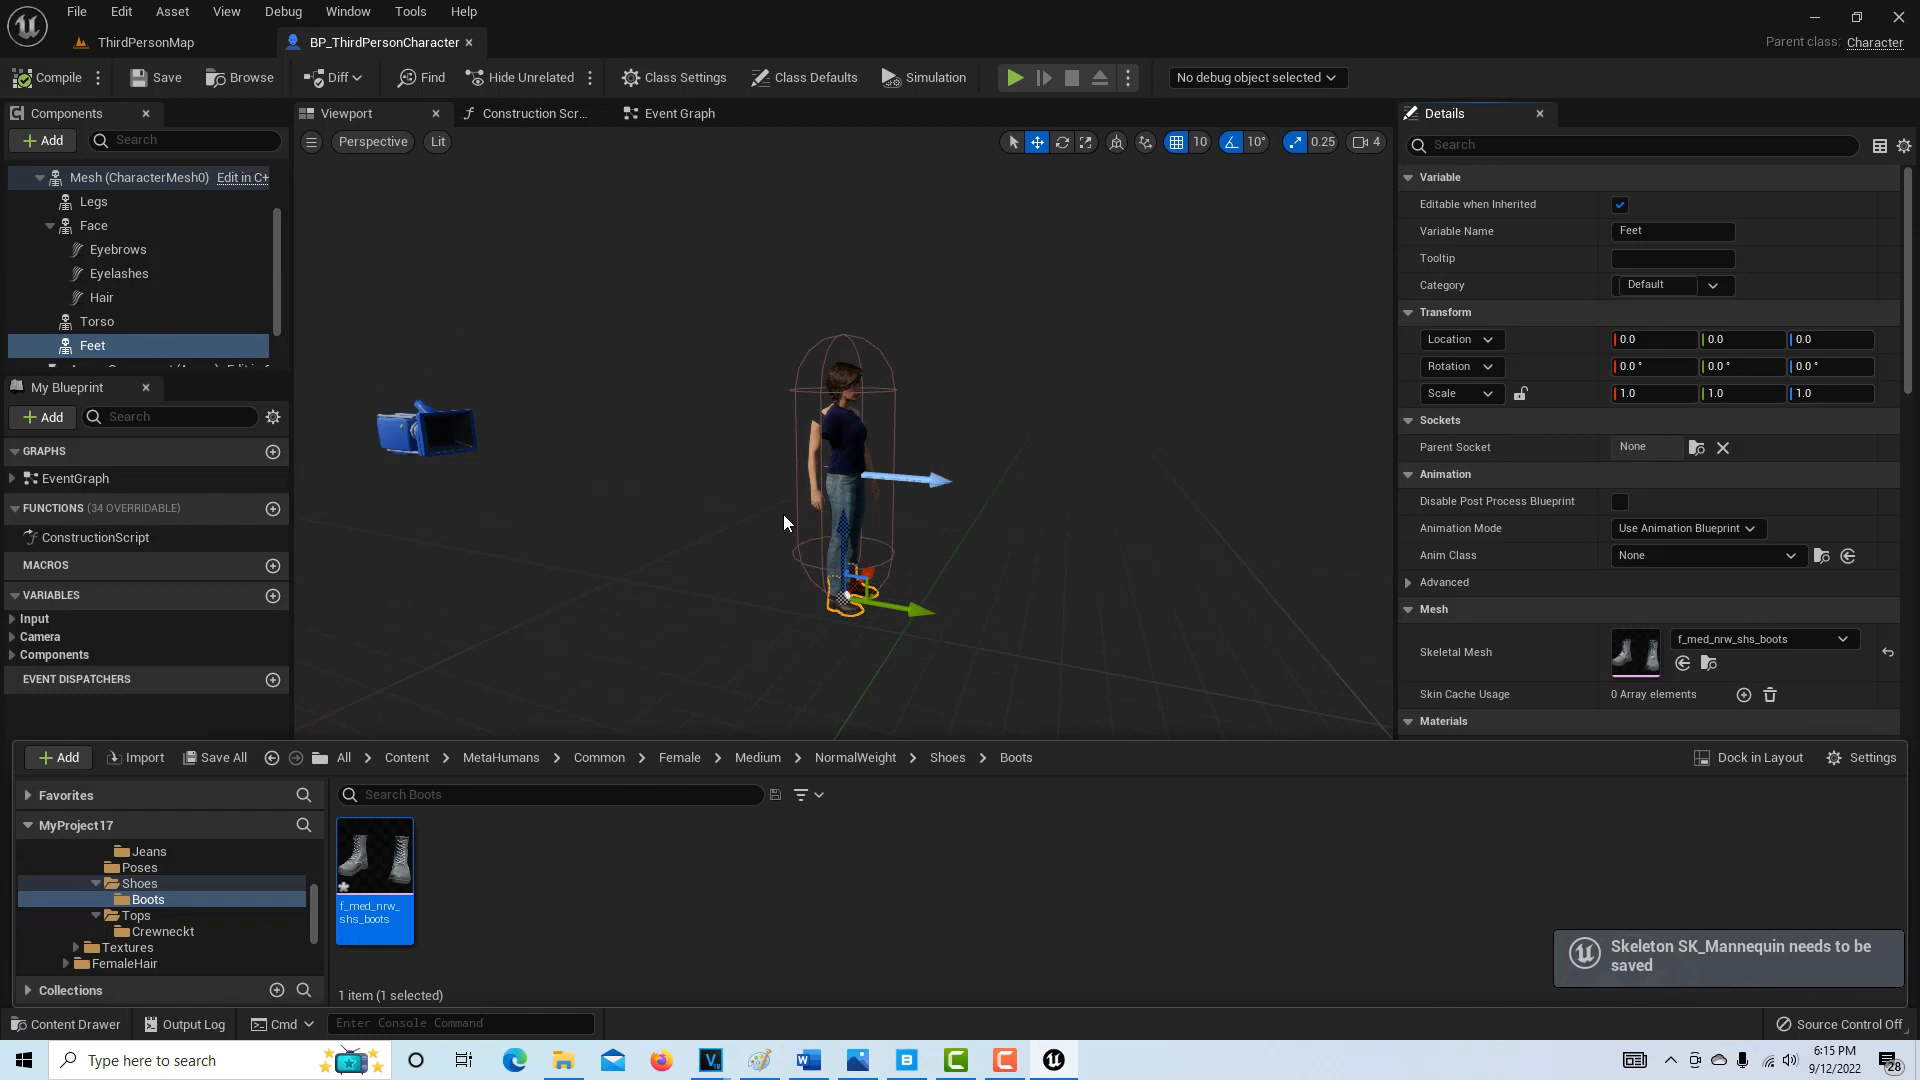 File Edit Asset View Debug Window Tools Help
ThirdPersonMap
BP_ThirdPersonCharacter
Parent class: Character
Compile
Save
Browse
Diff
Find
Hide Unrelated
Class Settings
Class Defaults
Simulation
No debug object selected
Components
Add
Search
Mesh (CharacterMesh0) Edit in C+
Legs
Face
Eyebrows
Eyelashes
Hair
Torso
Feet
My Blueprint
Add
Search
GRAPHS
EventGraph
FUNCTIONS (34 OVERRIDABLE)
ConstructionScript
MACROS
VARIABLES
Input
Camera
Components
EVENT DISPATCHERS
Viewport
Construction Scr...
Event Graph
Perspective
Lit
10
10°
0.25
4
Details
Search
Variable
Editable when Inherited
Variable Name Feet
Tooltip
Category Default
Transform
Location 0.0 0.0 0.0
Rotation 0.0 ° 0.0 ° 0.0 °
Scale 1.0 1.0 1.0
Sockets
Parent Socket None
Animation
Disable Post Process Blueprint
Animation Mode Use Animation Blueprint
Anim Class None
Advanced
Mesh
Skeletal Mesh f_med_nrw_shs_boots
Skin Cache Usage 0 Array elements
Materials
Add
Import
Save All
All Content MetaHumans Common Female Medium NormalWeight Shoes Boots
Dock in Layout
Settings
Favorites
MyProject17
Jeans
Poses
Shoes
Boots
Tops
Crewneckt
Textures
FemaleHair
Collections
Search Boots
f_med_nrw_
shs_boots
1 item (1 selected)
Skeleton SK_Mannequin needs to be
saved
Content Drawer
Output Log
Cmd
Enter Console Command
Source Control Off
Type here to search
6:15 PM
9/12/2022
28